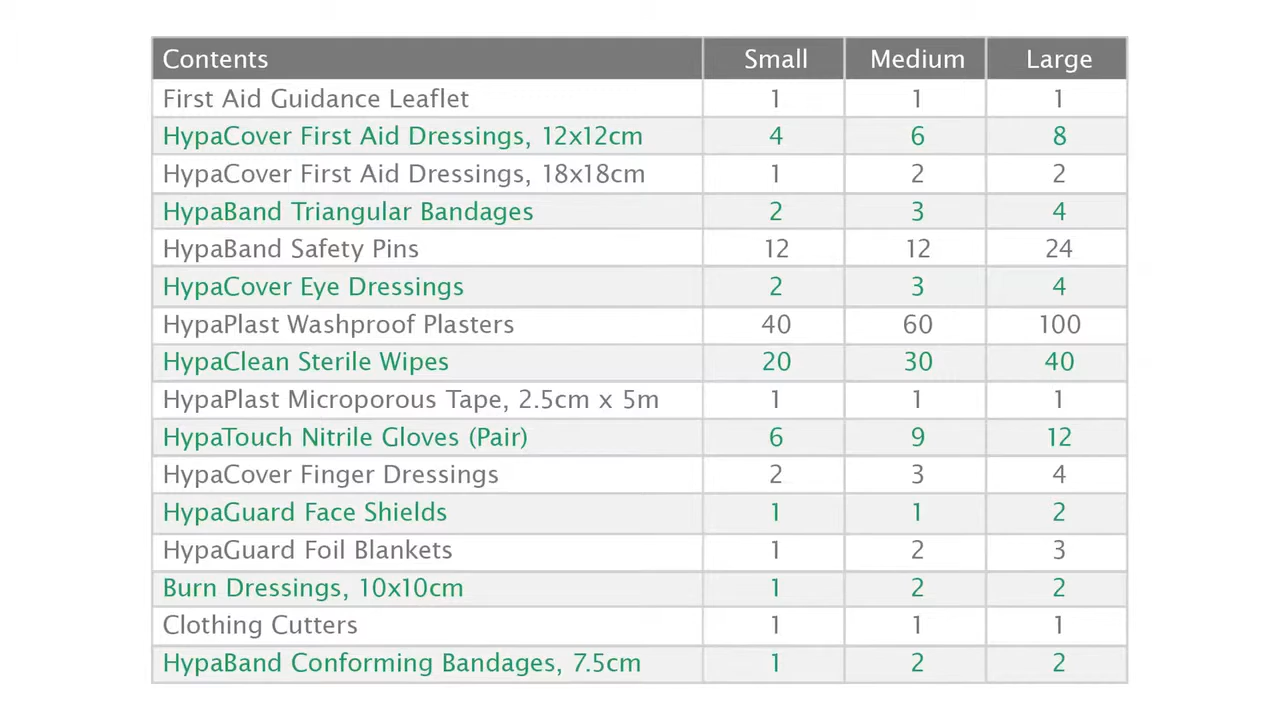 Contents Small Medium Large
First Aid Guidance Leaflet 1 1 1
HypaCover First Aid Dressings, 12x12cm 4 6 8
HypaCover First Aid Dressings, 18x18cm 1 2 2
HypaBand Triangular Bandages 2 3 4
HypaBand Safety Pins 12 12 24
HypaCover Eye Dressings 2 3 4
HypaPlast Washproof Plasters 40 60 100
HypaClean Sterile Wipes 20 30 40
HypaPlast Microporous Tape, 2.5cm x 5m 1 1 1
HypaTouch Nitrile Gloves (Pair) 6 9 12
HypaCover Finger Dressings 2 3 4
HypaGuard Face Shields 1 1 2
HypaGuard Foil Blankets 1 2 3
Burn Dressings, 10x10cm 1 2 2
Clothing Cutters 1 1 1
HypaBand Conforming Bandages, 7.5cm 1 2 2